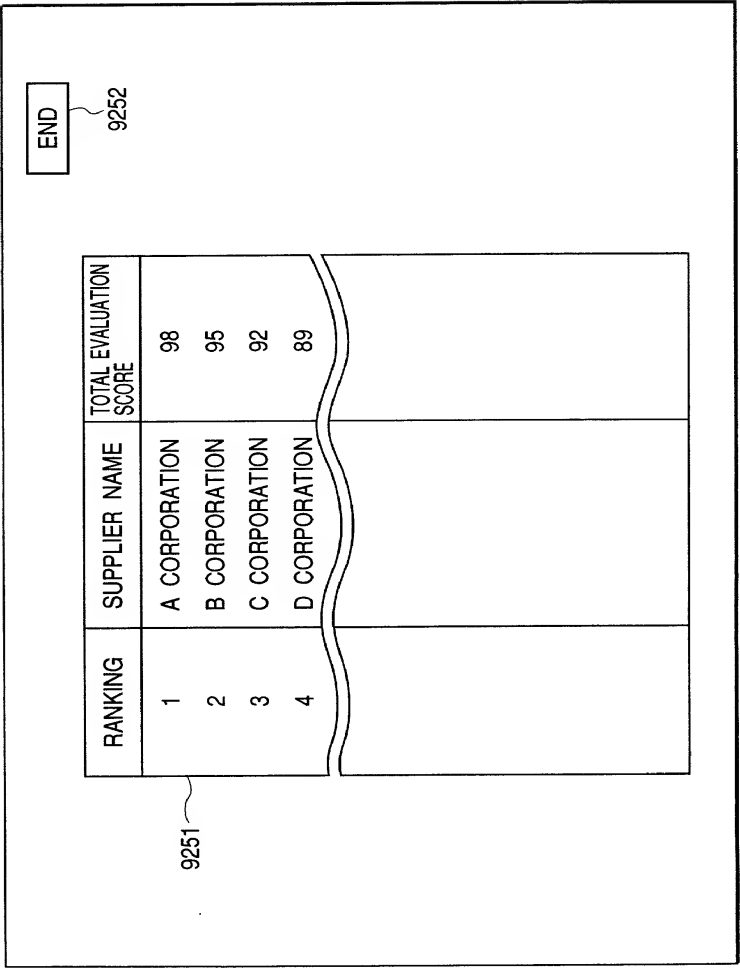 END
9252
RANKING SUPPLIER NAME TOTAL EVALUATION
SCORE
1 A CORPORATION 98
2 B CORPORATION 95
3 C CORPORATION 92
4 D CORPORATION 89
9251